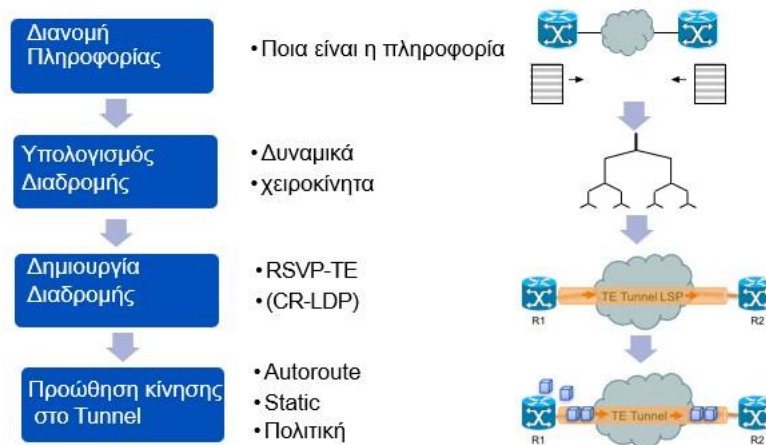 Διανομή
Πληροφορίας
• Ποια είναι η πληροφορία
Υπολογισμός
Διαδρομής
• Δυναμικά
• χειροκίνητα
Δημιουργία
Διαδρομής
• RSVP-TE
• (CR-LDP)
TE Tunnel LSP
R1
R2
Προώθηση κίνησης
στο Tunnel
• Autoroute
• Static
• Πολιτική
TE Tunnel
R1
R2